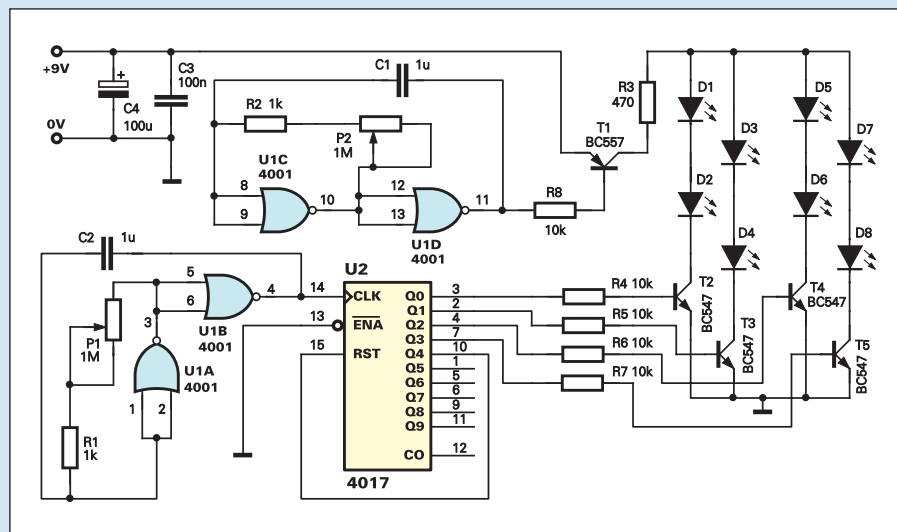 +9V
0V
C4
100u
+
C3
100n
C1
1u
R2 1k
P2
1M
U1C
4001
8
9
10
12
13
11
U1D
4001
R8
10k
T1
BC557
R3
470
D1
D2
D3
D4
D5
D6
D7
D8
C2
1u
P1
1M
R1
1k
3
1
2
U1A
4001
5
6
4
U1B
4001
U2
14
CLK
13
ENA
15
RST
Q0
3
Q1
2
Q2
4
Q3
7
Q4
10
Q5
1
Q6
5
Q7
6
Q8
9
Q9
11
CO
12
4017
R4 10k
R5 10k
R6 10k
R7 10k
T2
BC547
T3
BC547
T4
BC547
T5
BC547